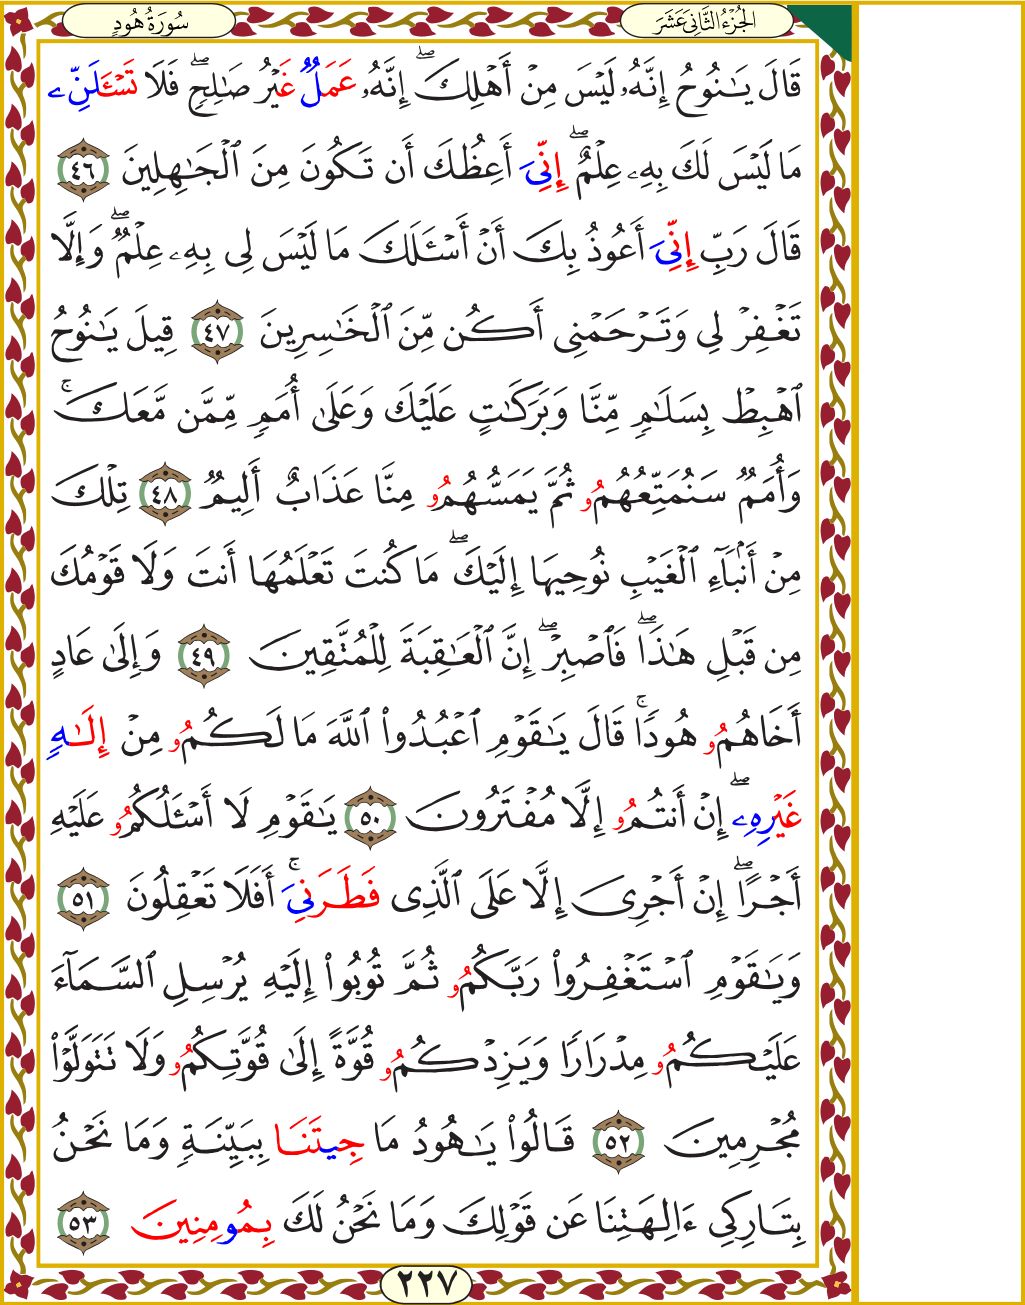 الجُزْءُ الثَّانِيَ عَشَرَ
سُورَةُ هُودٍ
قَالَ يَٰنُوحُ إِنَّهُۥ لَيْسَ مِنْ أَهْلِكَۖ إِنَّهُۥ عَمَلٌ غَيْرُ صَٰلِحٖۖ فَلَا تَسْـَٔلَنِّۦ
مَا لَيْسَ لَكَ بِهِۦ عِلْمٌۖ إِنِّيَ أَعِظُكَ أَن تَكُونَ مِنَ ٱلْجَٰهِلِينَ ٤٦
قَالَ رَبِّ إِنِّيَ أَعُوذُ بِكَ أَنْ أَسْـَٔلَكَ مَا لَيْسَ لِي بِهِۦ عِلْمٞۖ وَإِلَّا
تَغْفِرْ لِي وَتَرْحَمْنِي أَكُن مِّنَ ٱلْخَٰسِرِينَ ٤٧ قِيلَ يَٰنُوحُ
ٱهْبِطْ بِسَلَٰمٖ مِّنَّا وَبَرَكَٰتٍ عَلَيْكَ وَعَلَىٰ أُمَمٖ مِّمَّن مَّعَكَۚ
وَأُمَمٞ سَنُمَتِّعُهُمُۥ ثُمَّ يَمَسُّهُمُۥ مِنَّا عَذَابٌ أَلِيمٞ ٤٨ تِلْكَ
مِنْ أَنۢبَآءِ ٱلْغَيْبِ نُوحِيهَا إِلَيْكَۖ مَا كُنتَ تَعْلَمُهَا أَنتَ وَلَا قَوْمُكَ
مِن قَبْلِ هَٰذَاۖ فَٱصْبِرْۖ إِنَّ ٱلْعَٰقِبَةَ لِلْمُتَّقِينَ ٤٩ وَإِلَىٰ عَادٍ
أَخَاهُمُۥ هُودٗاۚ قَالَ يَٰقَوْمِ ٱعْبُدُواْ ٱللَّهَ مَا لَكُمُۥ مِنْ إِلَٰهٍ
غَيْرِهِۦۖ إِنْ أَنتُمُۥ إِلَّا مُفْتَرُونَ ٥٠ يَٰقَوْمِ لَا أَسْـَٔلُكُمُۥ عَلَيْهِ
أَجْرًاۖ إِنْ أَجْرِيَ إِلَّا عَلَى ٱلَّذِي فَطَرَنِيَۚ أَفَلَا تَعْقِلُونَ ٥١
وَيَٰقَوْمِ ٱسْتَغْفِرُواْ رَبَّكُمُۥ ثُمَّ تُوبُواْ إِلَيْهِ يُرْسِلِ ٱلسَّمَآءَ
عَلَيْكُمُۥ مِدْرَارٗا وَيَزِدْكُمُۥ قُوَّةً إِلَىٰ قُوَّتِكُمُۥ وَلَا تَتَوَلَّوْاْ
مُجْرِمِينَ ٥٢ قَالُواْ يَٰهُودُ مَا جِيتَنَا بِبَيِّنَةٖ وَمَا نَحْنُ
بِتَارِكِي ءَالِهَتِنَا عَن قَوْلِكَ وَمَا نَحْنُ لَكَ بِمُومِنِينَ ٥٣
٢٢٧